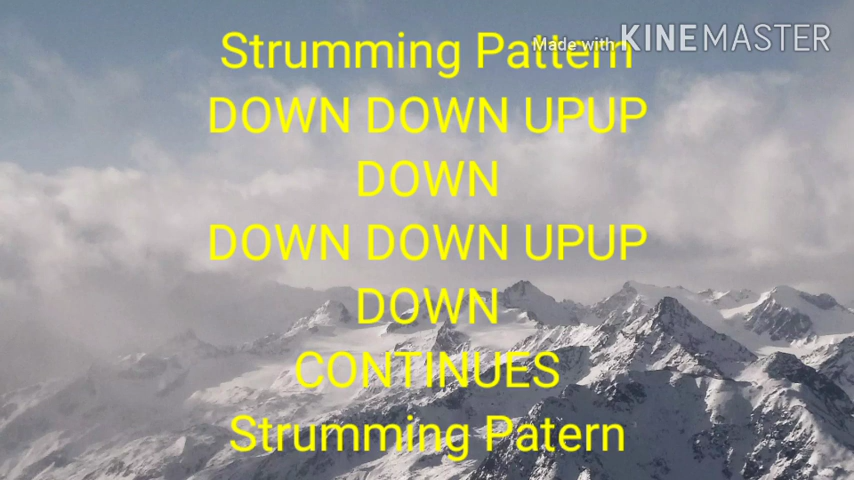 Made with KINEMASTER
Strumming Pattern
DOWN DOWN UPUP
DOWN
DOWN DOWN UPUP
DOWN
CONTINUES
Strumming Patern